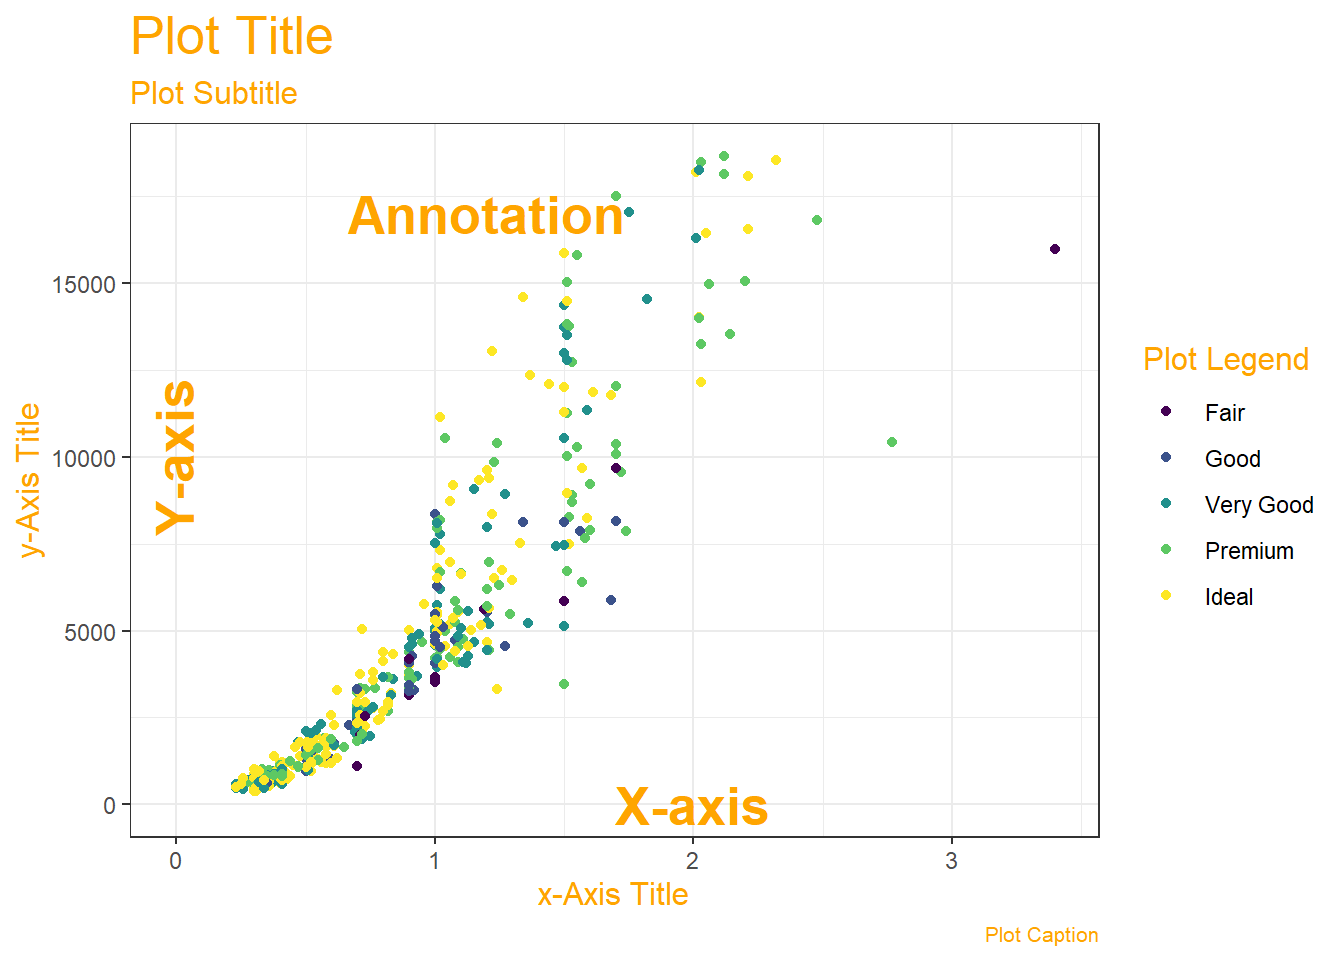 Plot Title
Plot Subtitle
Annotation
Y-axis
X-axis
y-Axis Title
15000
10000
5000
0
0 1 2 3
x-Axis Title
Plot Legend
Fair
Good
Very Good
Premium
Ideal
Plot Caption